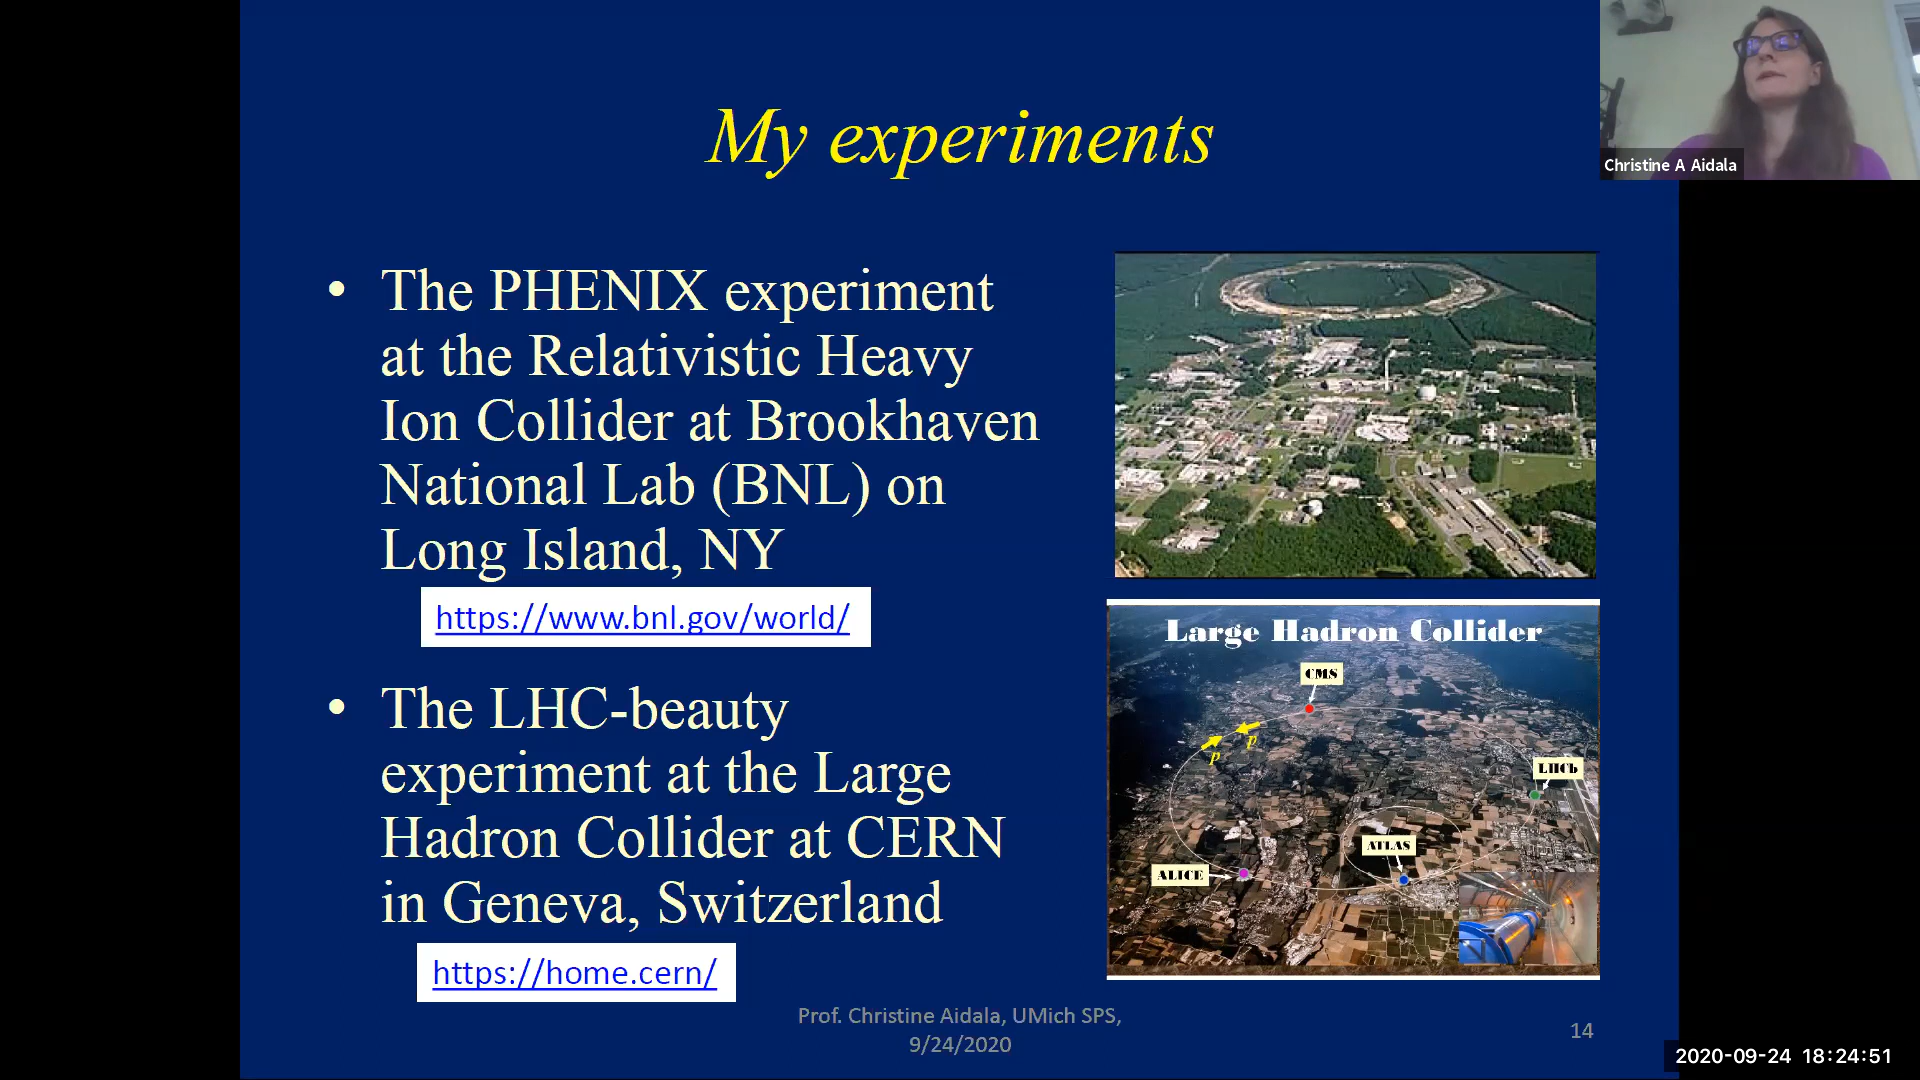 My experiments
Christine A Aidala
• The PHENIX experiment
at the Relativistic Heavy
Ion Collider at Brookhaven
National Lab (BNL) on
Long Island, NY
https://www.bnl.gov/world/
• The LHC-beauty
experiment at the Large
Hadron Collider at CERN
in Geneva, Switzerland
https://home.cern/
Large Hadron Collider
CMS
p
p
LHCb
ATLAS
ALICE
Prof. Christine Aidala, UMich SPS,
9/24/2020
14
2020-09-24 18:24:51